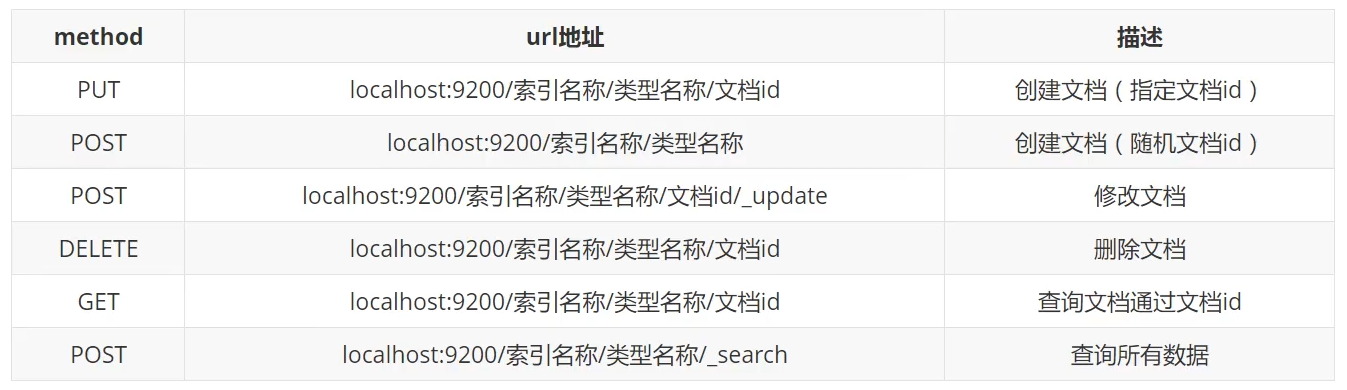 method url地址 描述
PUT localhost:9200/索引名称/类型名称/文档id 创建文档（指定文档id）
POST localhost:9200/索引名称/类型名称 创建文档（随机文档id）
POST localhost:9200/索引名称/类型名称/文档id/_update 修改文档
DELETE localhost:9200/索引名称/类型名称/文档id 删除文档
GET localhost:9200/索引名称/类型名称/文档id 查询文档通过文档id
POST localhost:9200/索引名称/类型名称/_search 查询所有数据